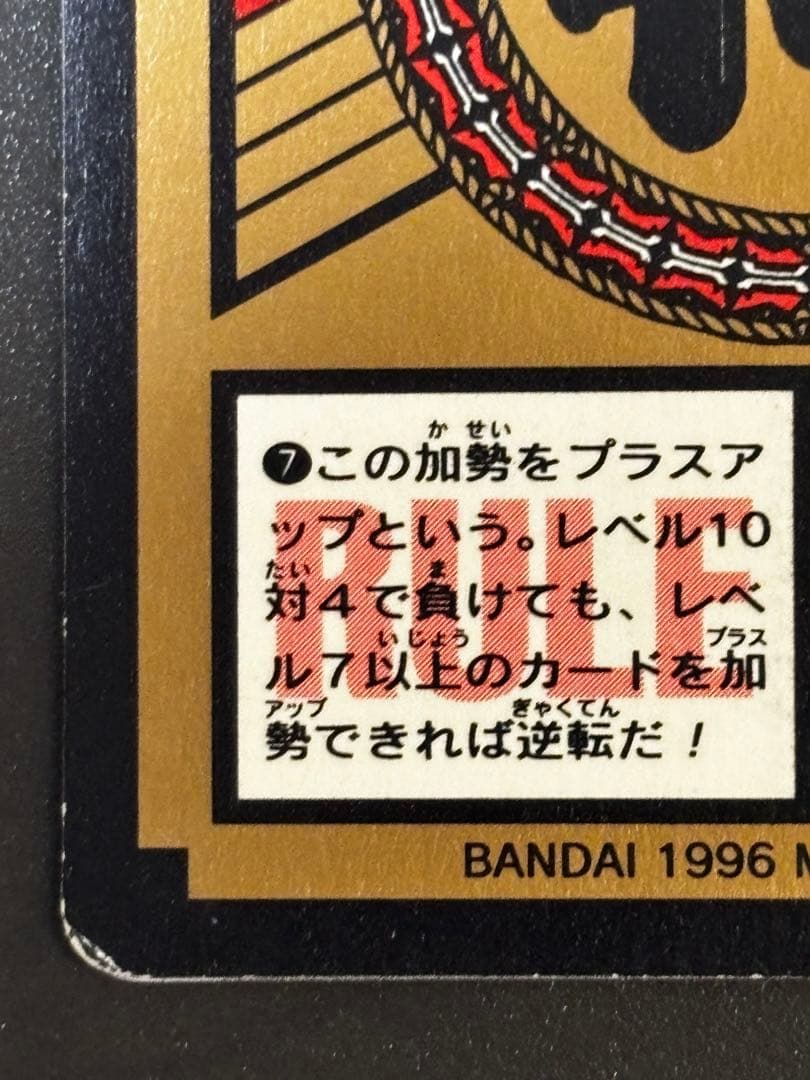 ❼この加勢をプラスア
ップという。レベル10
対4で負けても、レベ
ル7以上のカードを加
勢できれば逆転だ！
RULE
BANDAI 1996